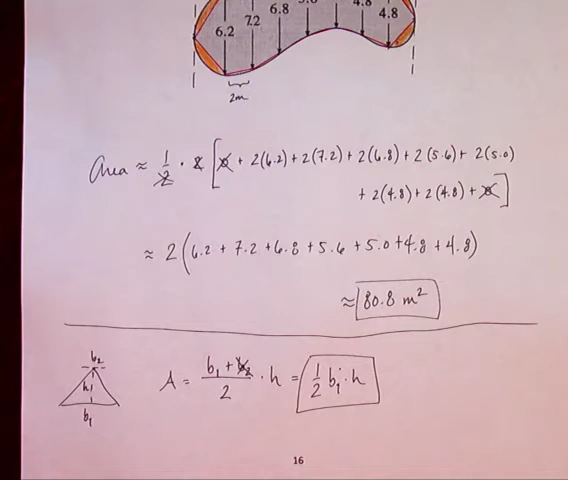 6.8
4.8
7.2
4.8
6.2
2m
Area ≈ 1/2 · 2 [0 + 2(6.2) + 2(7.2) + 2(6.8) + 2(5.6) + 2(5.0)
+ 2(4.8) + 2(4.8) + 0]
≈ 2(6.2 + 7.2 + 6.8 + 5.6 + 5.0 + 4.8 + 4.8)
≈ 80.8 m²
b₂
h
b₁
A = (b₁ + b₂)/2 · h = 1/2 b₁ · h
16